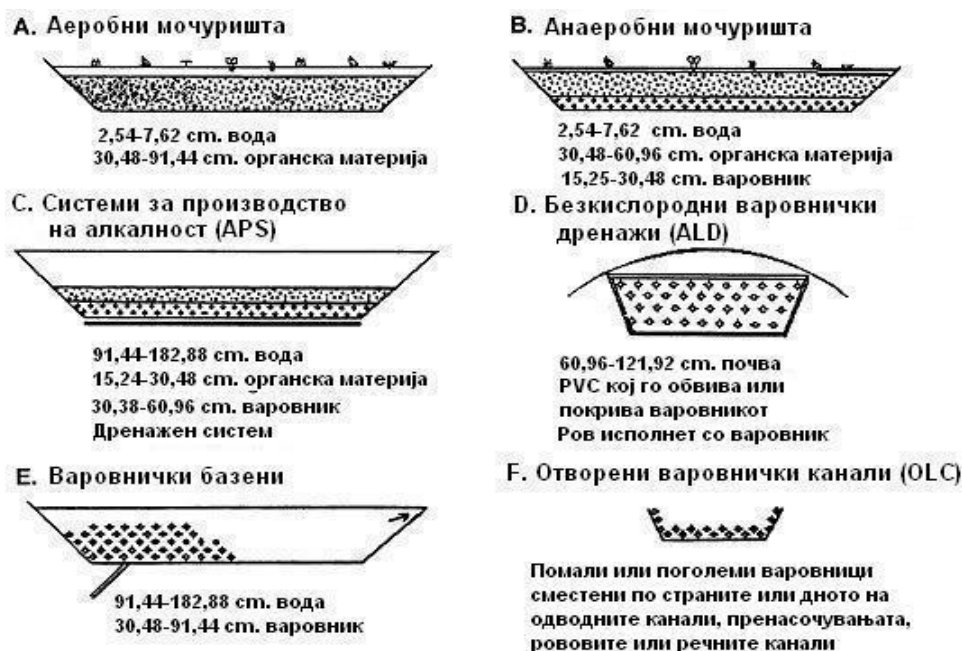 A. Аеробни мочуришта
2,54-7,62 cm. вода
30,48-91,44 cm. органска материја
B. Анаеробни мочуришта
2,54-7,62 cm. вода
30,48-60,96 cm. органска материја
15,25-30,48 cm. варовник
C. Системи за производство
на алкалност (APS)
91,44-182,88 cm. вода
15,24-30,48 cm. органска материја
30,38-60,96 cm. варовник
Дренажен систем
D. Безкислородни варовнички
дренажи (ALD)
60,96-121,92 cm. почва
PVC кој го обвива или
покрива варовникот
Ров исполнет со варовник
E. Варовнички базени
91,44-182,88 cm. вода
30,48-91,44 cm. варовник
F. Отворени варовнички канали (OLC)
Помали или поголеми варовници
сместени по страните или дното на
одводните канали, пренасочувањата,
рововите или речните канали